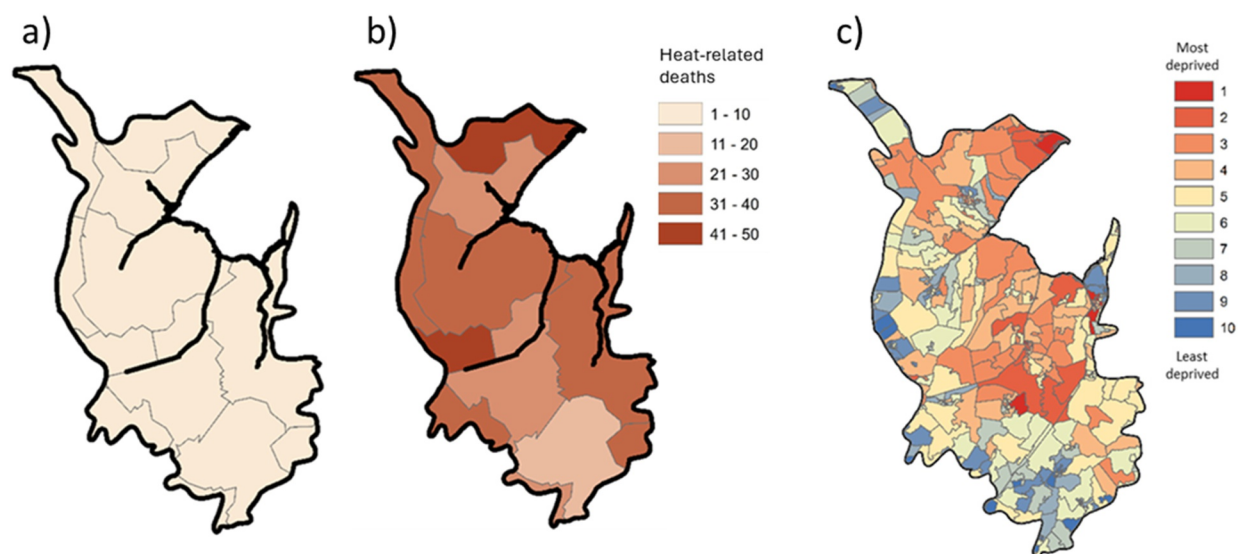 a)
b)
Heat-related
deaths
1 - 10
11 - 20
21 - 30
31 - 40
41 - 50
c)
Most
deprived
1
2
3
4
5
6
7
8
9
10
Least
deprived